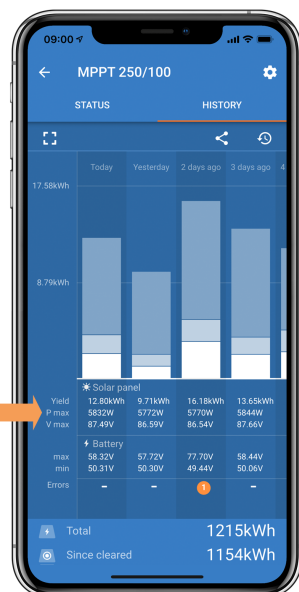 09:00
MPPT 250/100
STATUS HISTORY
Today Yesterday 2 days ago 3 days ago 4
17.58kWh
8.79kWh
Solar panel
Yield 12.80kWh 9.71kWh 16.18kWh 13.65kWh
P max 5832W 5772W 5770W 5844W
V max 87.49V 86.59V 86.54V 87.66V
Battery
max 58.32V 57.72V 77.70V 58.44V
min 50.31V 50.30V 49.44V 50.06V
Errors – – 1 –
Total 1215kWh
Since cleared 1154kWh